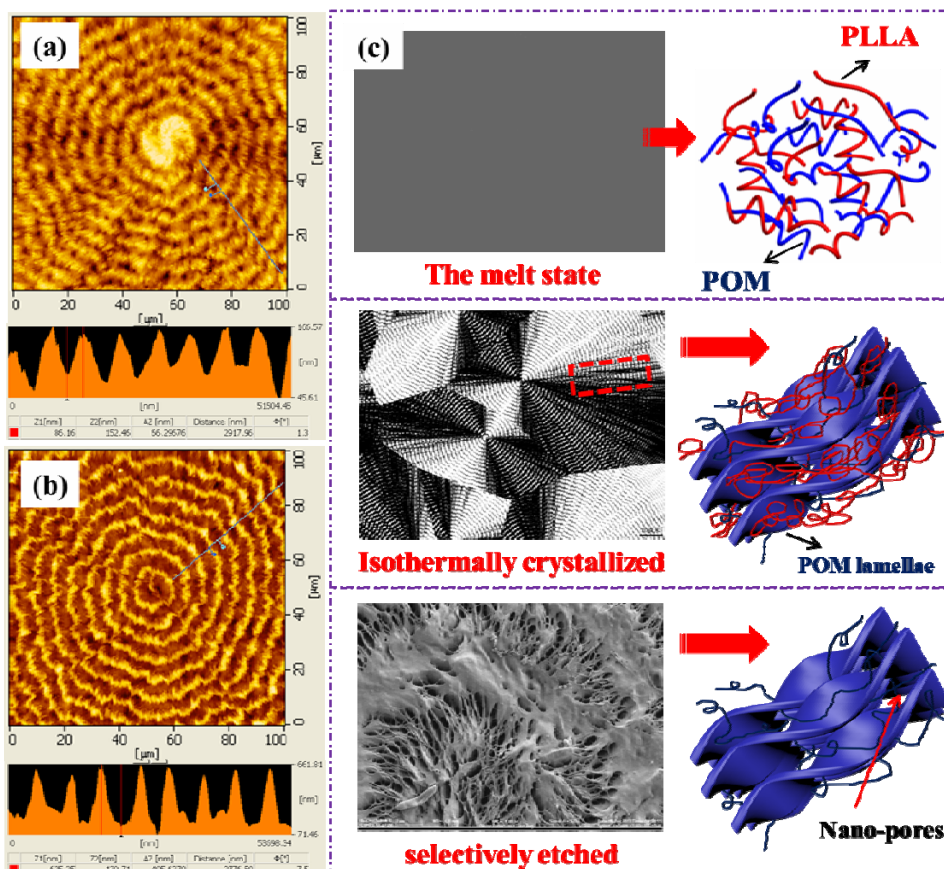 (a)
100
80
60
40
20
0
[µm]
0 20 40 60 80 100
[µm]
105.57
[nm]
45.61
0 [nm] 51504.46
Z1[nm] Z2[nm] ΔZ [nm] Distance [nm] Φ[°]
96.16 152.45 56.29576 2917.96 1.3
(b)
100
80
60
40
20
0
[µm]
0 20 40 60 80 100
[µm]
661.81
[nm]
71.46
0 [nm] 53698.34
Z1[nm] Z2[nm] ΔZ [nm] Distance [nm] Φ[°]
(c)
PLLA
The melt state
POM
Isothermally crystallized
POM lamellae
selectively etched
Nano-pores